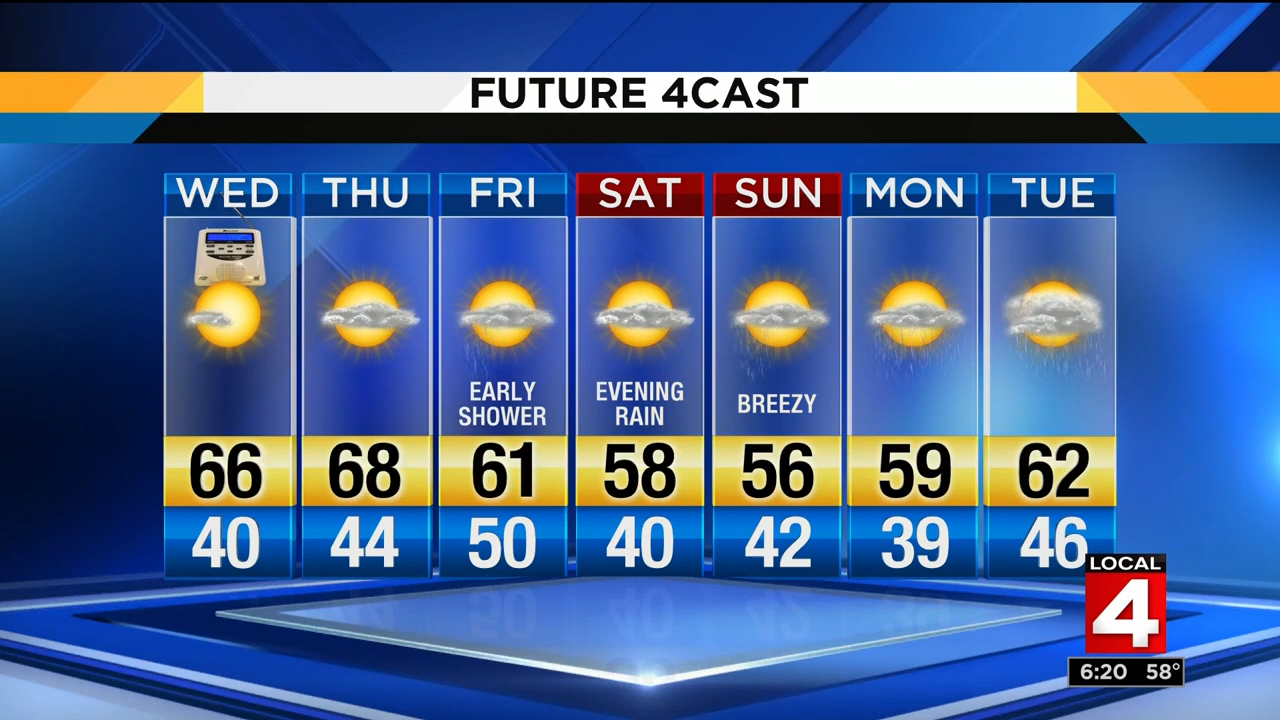 FUTURE 4CAST
WED THU FRI SAT SUN MON TUE
EARLY SHOWER
EVENING RAIN
BREEZY
66 68 61 58 56 59 62
40 44 50 40 42 39 46
LOCAL
4
6:20 58°